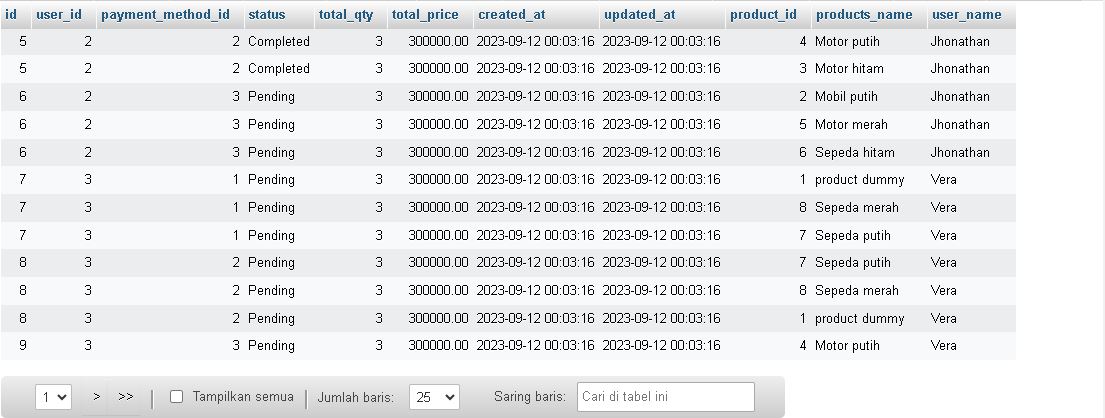 id user_id payment_method_id status total_qty total_price created_at updated_at product_id products_name user_name
5 2 2 Completed 3 300000.00 2023-09-12 00:03:16 2023-09-12 00:03:16 4 Motor putih Jhonathan
5 2 2 Completed 3 300000.00 2023-09-12 00:03:16 2023-09-12 00:03:16 3 Motor hitam Jhonathan
6 2 3 Pending 3 300000.00 2023-09-12 00:03:16 2023-09-12 00:03:16 2 Mobil putih Jhonathan
6 2 3 Pending 3 300000.00 2023-09-12 00:03:16 2023-09-12 00:03:16 5 Motor merah Jhonathan
6 2 3 Pending 3 300000.00 2023-09-12 00:03:16 2023-09-12 00:03:16 6 Sepeda hitam Jhonathan
7 3 1 Pending 3 300000.00 2023-09-12 00:03:16 2023-09-12 00:03:16 1 product dummy Vera
7 3 1 Pending 3 300000.00 2023-09-12 00:03:16 2023-09-12 00:03:16 8 Sepeda merah Vera
7 3 1 Pending 3 300000.00 2023-09-12 00:03:16 2023-09-12 00:03:16 7 Sepeda putih Vera
8 3 2 Pending 3 300000.00 2023-09-12 00:03:16 2023-09-12 00:03:16 7 Sepeda putih Vera
8 3 2 Pending 3 300000.00 2023-09-12 00:03:16 2023-09-12 00:03:16 8 Sepeda merah Vera
8 3 2 Pending 3 300000.00 2023-09-12 00:03:16 2023-09-12 00:03:16 1 product dummy Vera
9 3 3 Pending 3 300000.00 2023-09-12 00:03:16 2023-09-12 00:03:16 4 Motor putih Vera
1 > >> | Tampilkan semua | Jumlah baris: 25 Saring baris: Cari di tabel ini